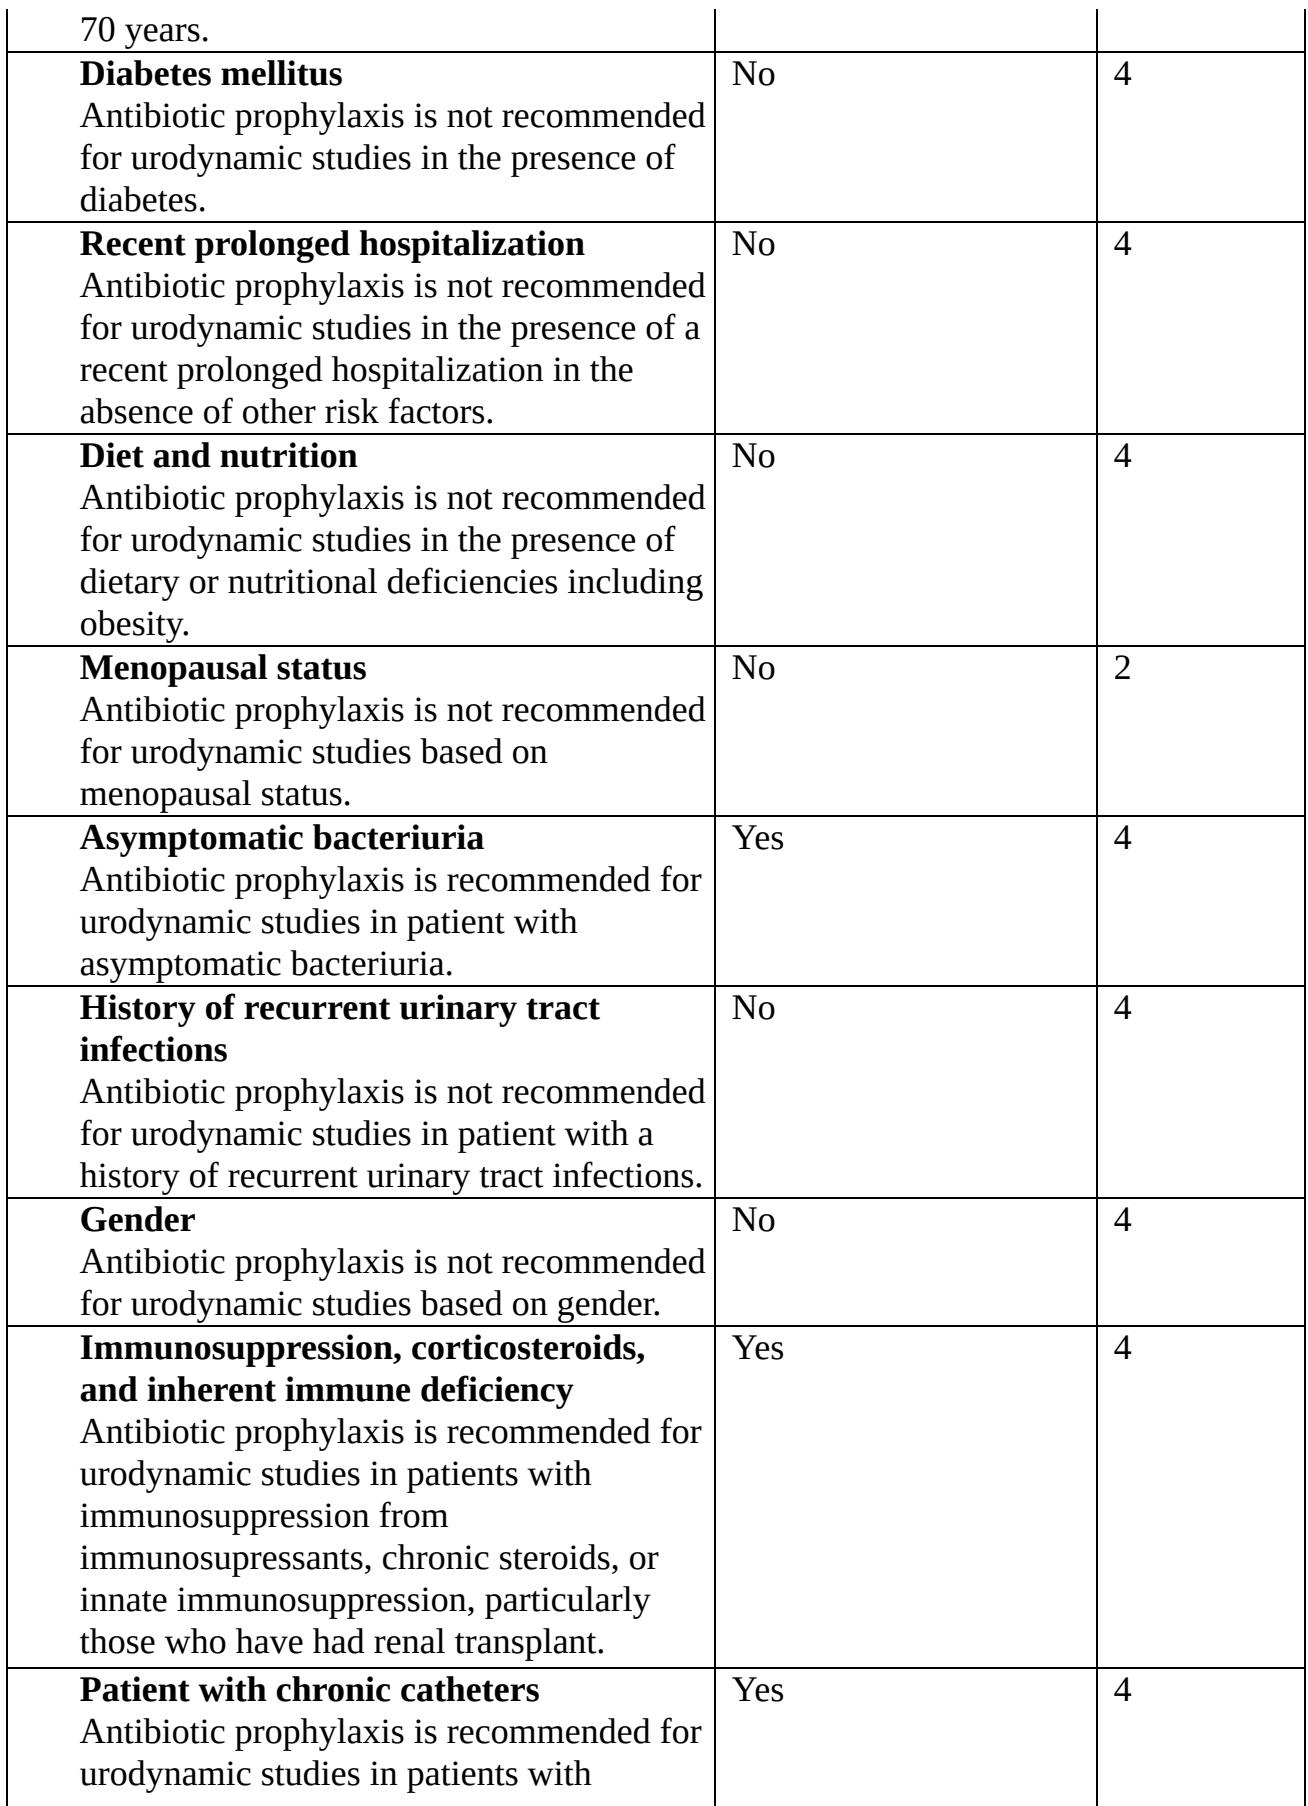 70 years.
Diabetes mellitus No 4
Antibiotic prophylaxis is not recommended
for urodynamic studies in the presence of
diabetes.
Recent prolonged hospitalization No 4
Antibiotic prophylaxis is not recommended
for urodynamic studies in the presence of a
recent prolonged hospitalization in the
absence of other risk factors.
Diet and nutrition No 4
Antibiotic prophylaxis is not recommended
for urodynamic studies in the presence of
dietary or nutritional deficiencies including
obesity.
Menopausal status No 2
Antibiotic prophylaxis is not recommended
for urodynamic studies based on
menopausal status.
Asymptomatic bacteriuria Yes 4
Antibiotic prophylaxis is recommended for
urodynamic studies in patient with
asymptomatic bacteriuria.
History of recurrent urinary tract No 4
infections
Antibiotic prophylaxis is not recommended
for urodynamic studies in patient with a
history of recurrent urinary tract infections.
Gender No 4
Antibiotic prophylaxis is not recommended
for urodynamic studies based on gender.
Immunosuppression, corticosteroids, Yes 4
and inherent immune deficiency
Antibiotic prophylaxis is recommended for
urodynamic studies in patients with
immunosuppression from
immunosupressants, chronic steroids, or
innate immunosuppression, particularly
those who have had renal transplant.
Patient with chronic catheters Yes 4
Antibiotic prophylaxis is recommended for
urodynamic studies in patients with